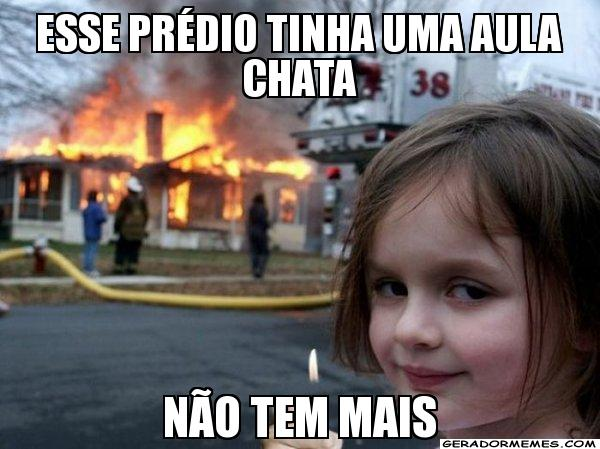 ESSE PRÉDIO TINHA UMA AULA
CHATA
38
NÃO TEM MAIS
GERADORMEMES.COM